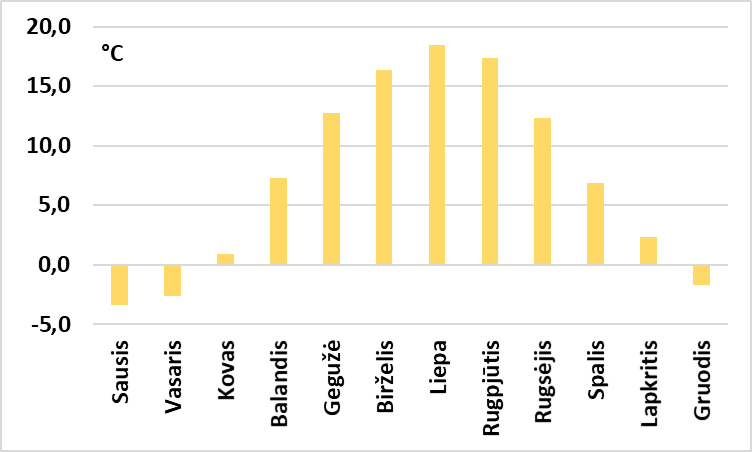 20,0
°C
15,0
10,0
5,0
0,0
-5,0
Sausis
Vasaris
Kovas
Balandis
Gegužė
Birželis
Liepa
Rugpjūtis
Rugsėjis
Spalis
Lapkritis
Gruodis